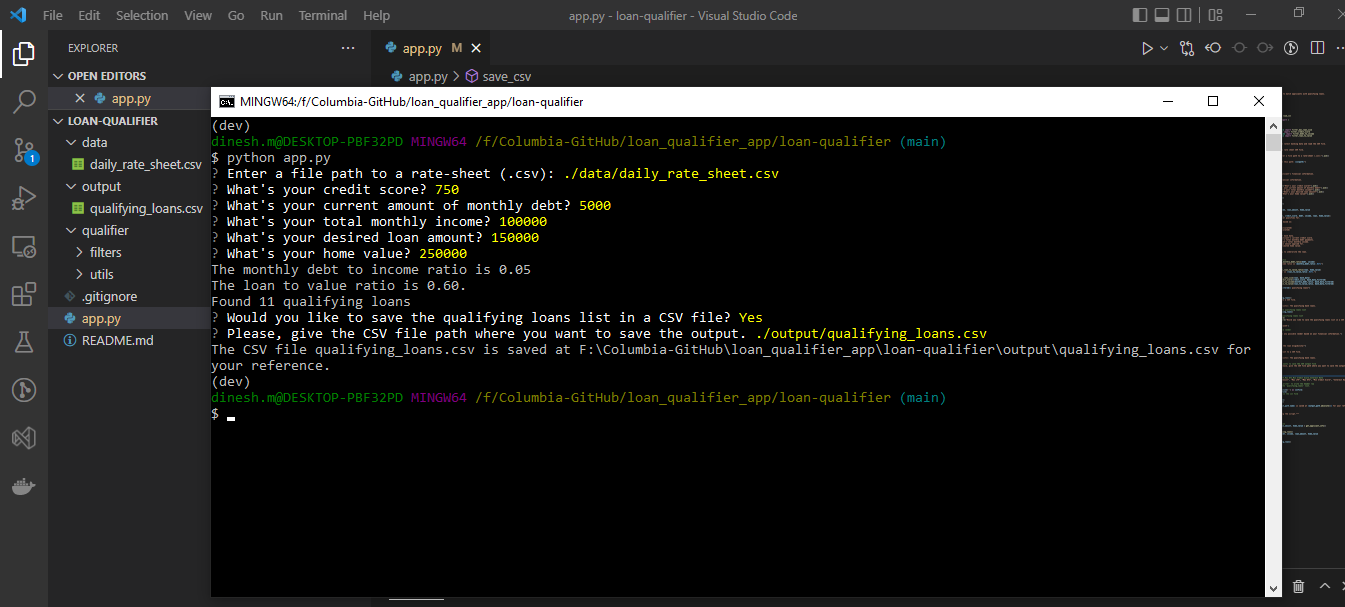 File Edit Selection View Go Run Terminal Help
app.py - loan-qualifier - Visual Studio Code
EXPLORER
OPEN EDITORS
app.py
LOAN-QUALIFIER
data
daily_rate_sheet.csv
output
qualifying_loans.csv
qualifier
filters
utils
.gitignore
app.py
README.md
1
app.py M
app.py > save_csv
MINGW64:/f/Columbia-GitHub/loan_qualifier_app/loan-qualifier
(dev)
dinesh.m@DESKTOP-PBF32PD MINGW64 /f/Columbia-GitHub/loan_qualifier_app/loan-qualifier (main)
$ python app.py
? Enter a file path to a rate-sheet (.csv): ./data/daily_rate_sheet.csv
? What's your credit score? 750
? What's your current amount of monthly debt? 5000
? What's your total monthly income? 100000
? What's your desired loan amount? 150000
? What's your home value? 250000
The monthly debt to income ratio is 0.05
The loan to value ratio is 0.60.
Found 11 qualifying loans
? Would you like to save the qualifying loans list in a CSV file? Yes
? Please, give the CSV file path where you want to save the output. ./output/qualifying_loans.csv
The CSV file qualifying_loans.csv is saved at F:\Columbia-GitHub\loan_qualifier_app\loan-qualifier\output\qualifying_loans.csv for
your reference.
(dev)
dinesh.m@DESKTOP-PBF32PD MINGW64 /f/Columbia-GitHub/loan_qualifier_app/loan-qualifier (main)
$